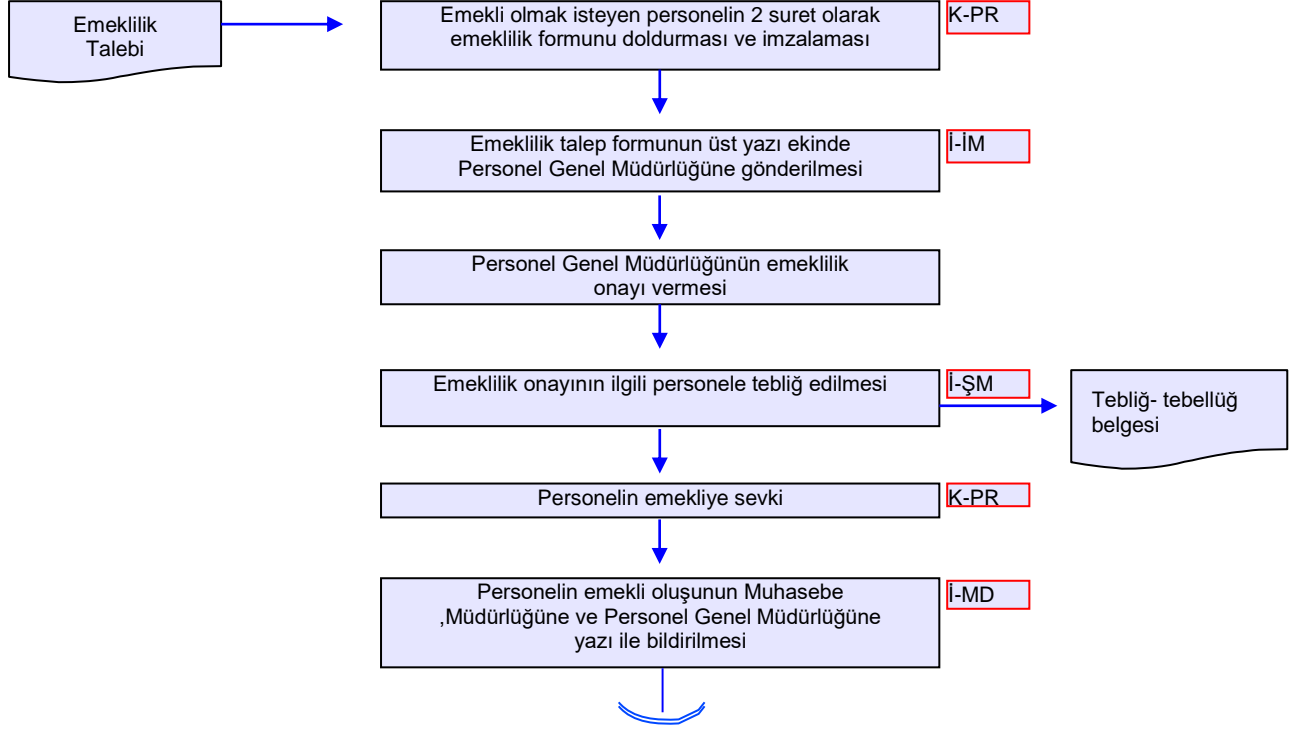 Emeklilik
Talebi
Emekli olmak isteyen personelin 2 suret olarak
emeklilik formunu doldurması ve imzalaması
K-PR
Emeklilik talep formunun üst yazı ekinde
Personel Genel Müdürlüğüne gönderilmesi
İ-İM
Personel Genel Müdürlüğünün emeklilik
onayı vermesi
Emeklilik onayının ilgili personele tebliğ edilmesi
İ-ŞM
Tebliğ- tebellüğ
belgesi
Personelin emekliye sevki
K-PR
Personelin emekli oluşunun Muhasebe
,Müdürlüğüne ve Personel Genel Müdürlüğüne
yazı ile bildirilmesi
İ-MD